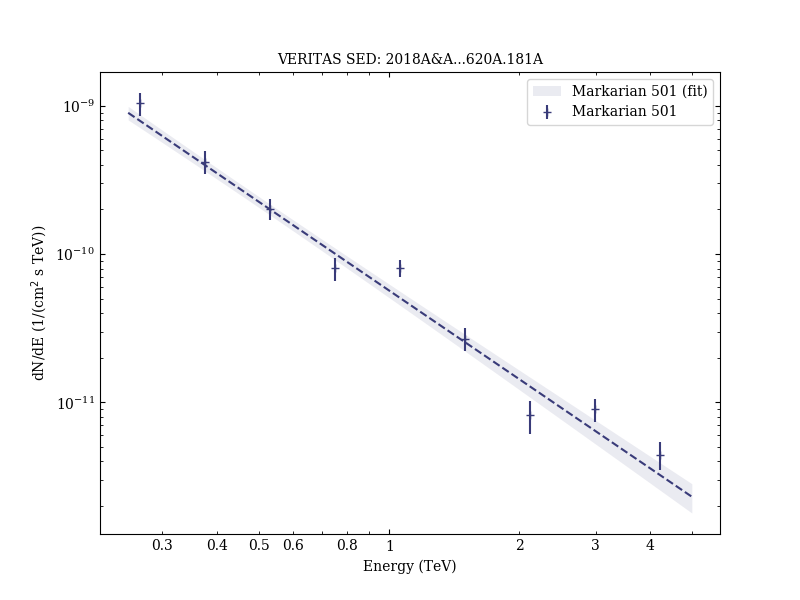 VERITAS SED: 2018A&A...620A.181A
Markarian 501 (fit)
Markarian 501
10⁻⁹
10⁻¹⁰
10⁻¹¹
dN/dE (1/(cm² s TeV))
0.3 0.4 0.5 0.6 0.8 1 2 3 4
Energy (TeV)